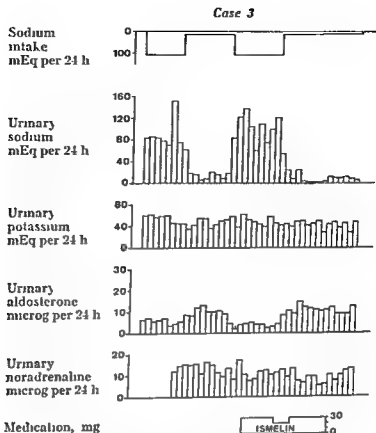 Case 3
Sodium
intake
mEq per 24 h
0
100
Urinary
sodium
mEq per 24 h
160
120
80
40
0
Urinary
potassium
mEq per 24 h
80
40
0
Urinary
aldosterone
microg per 24 h
30
20
10
0
Urinary
noradrenaline
microg per 24 h
20
10
0
Medication, mg
ISMELIN
30
0